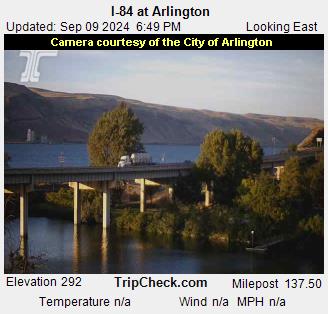 I-84 at Arlington
Updated: Sep 09 2024 6:49 PM Looking East
Camera courtesy of the City of Arlington
Elevation 292 TripCheck.com Milepost 137.50
Temperature n/a Wind n/a MPH n/a